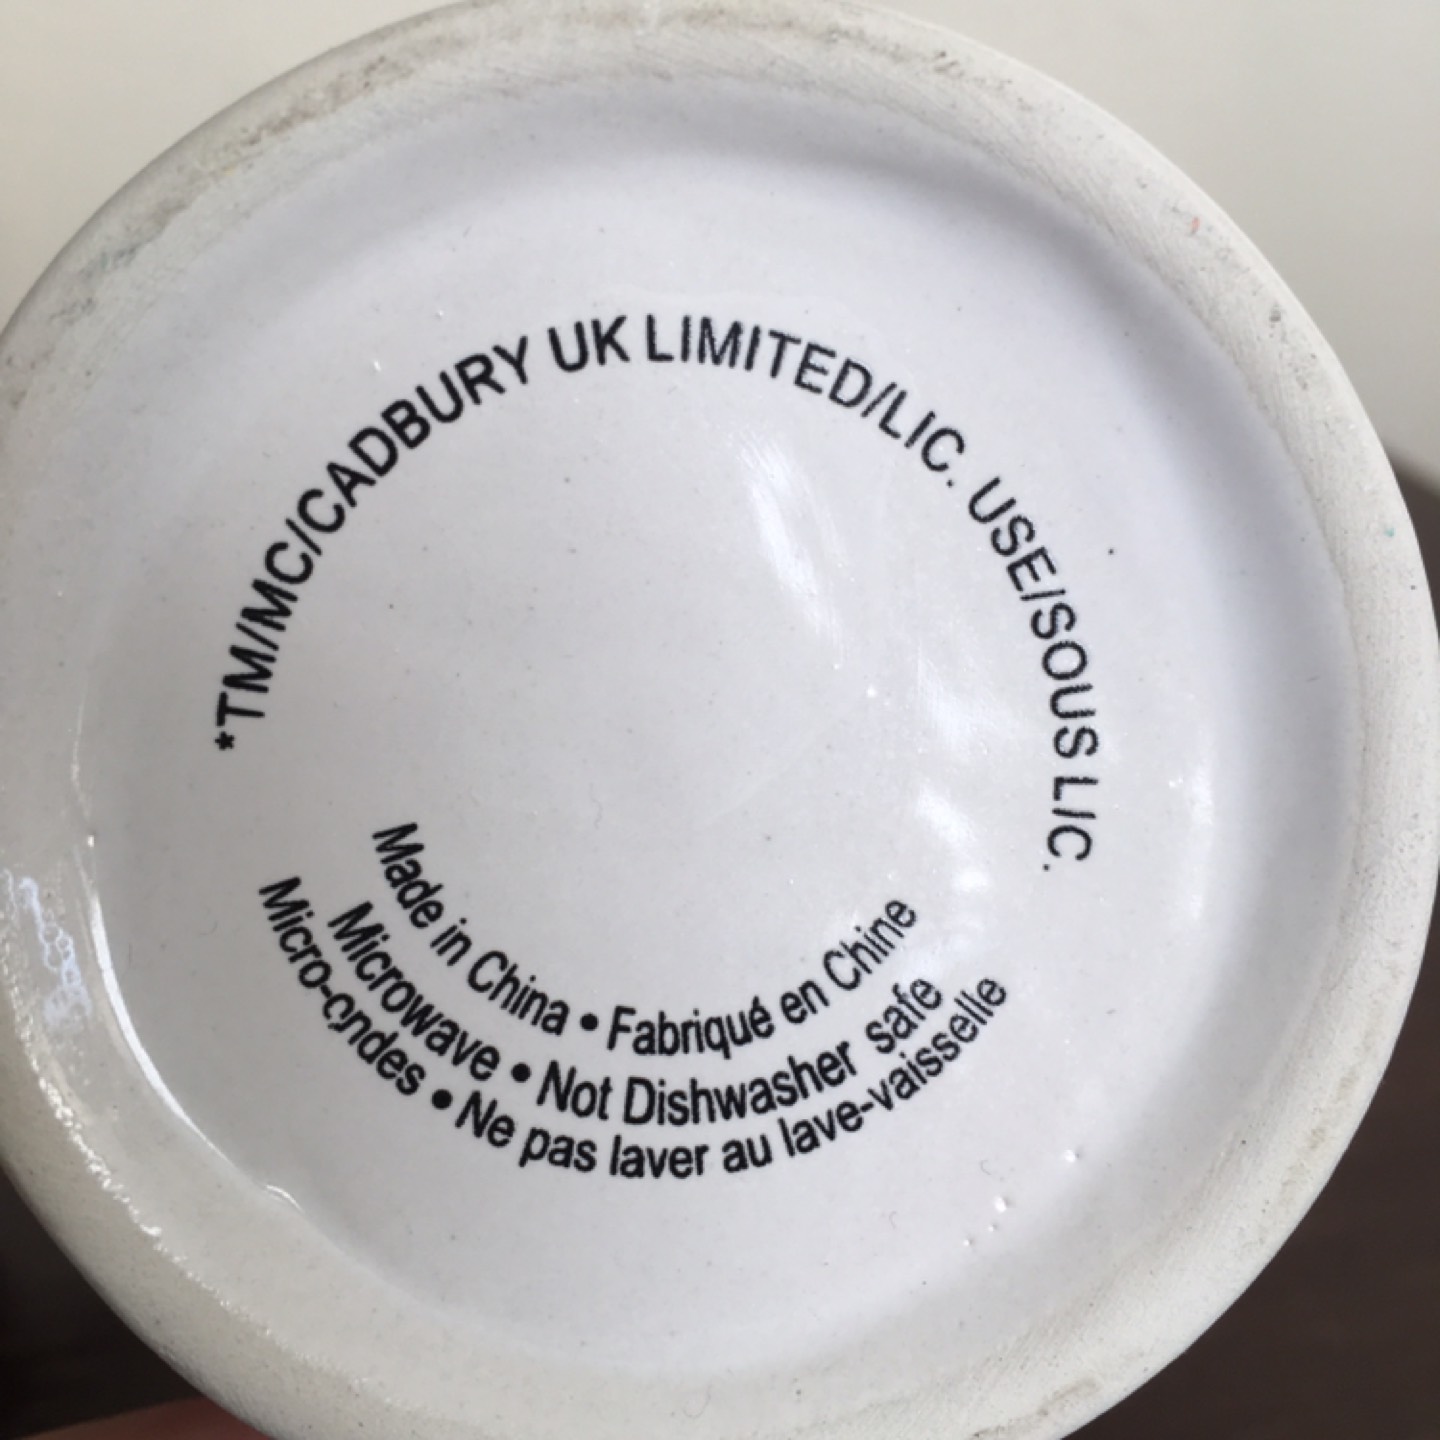 *TM/MC/CADBURY UK LIMITED/LIC. USE/SOUS LIC.
Made in China • Fabriqué en Chine
Microwave • Not Dishwasher safe
Micro-ondes • Ne pas laver au lave-vaisselle